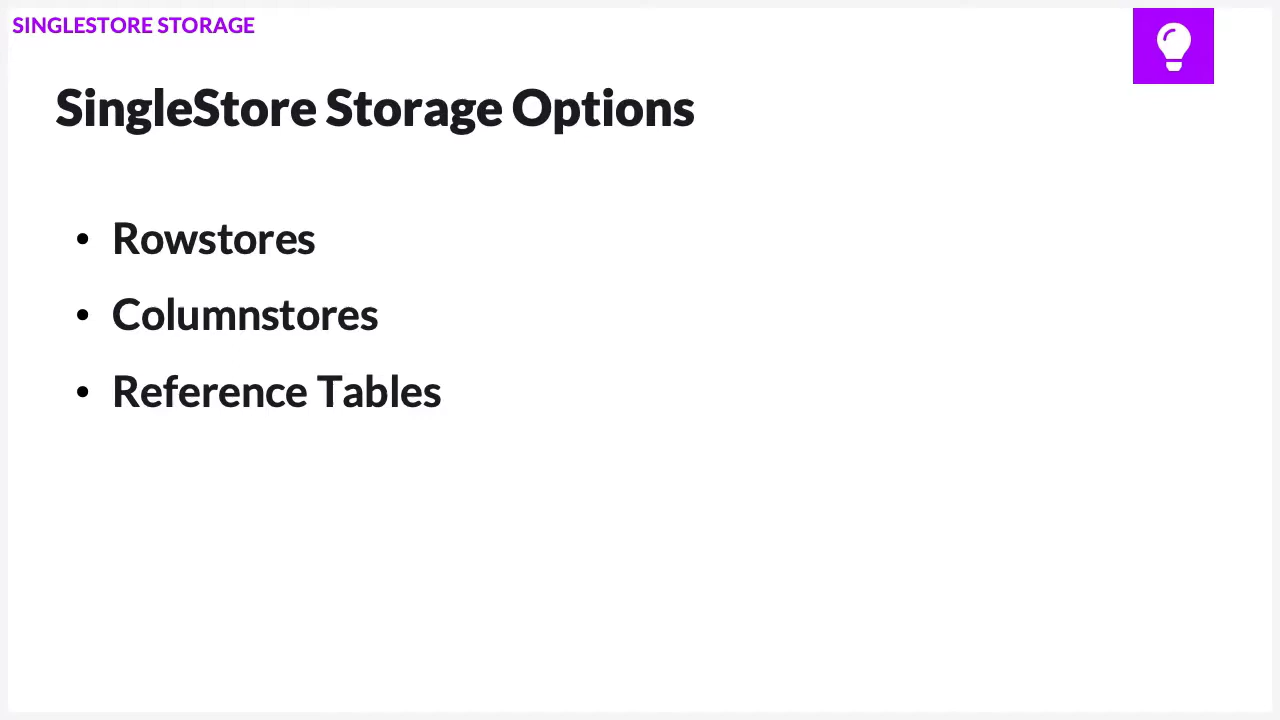 SINGLESTORE STORAGE
SingleStore Storage Options
• Rowstores
• Columnstores
• Reference Tables